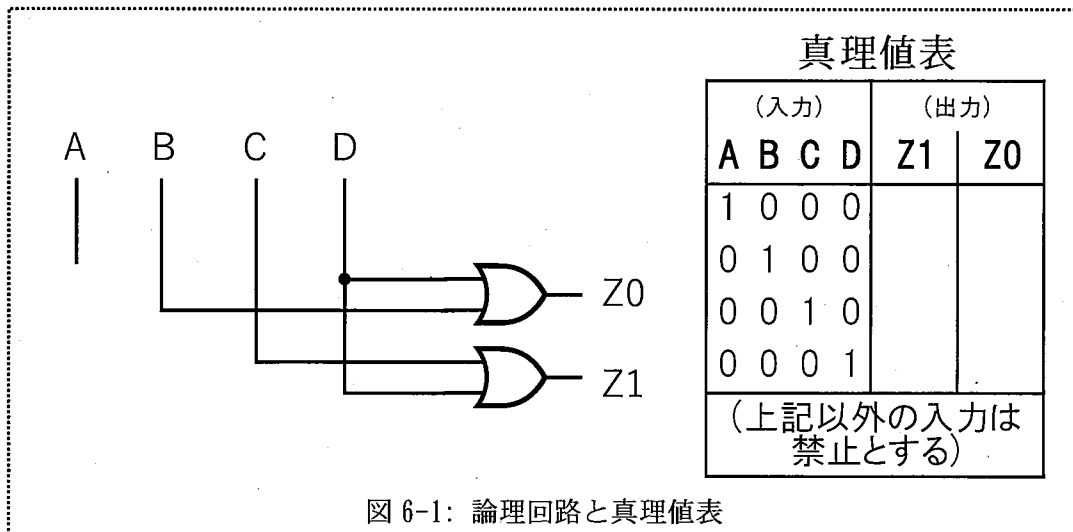 真理値表
(入力) (出力)
A B C D Z1 Z0
1 0 0 0
0 1 0 0
0 0 1 0
0 0 0 1
(上記以外の入力は
禁止とする)
A B C D
Z0
Z1
図 6-1: 論理回路と真理値表